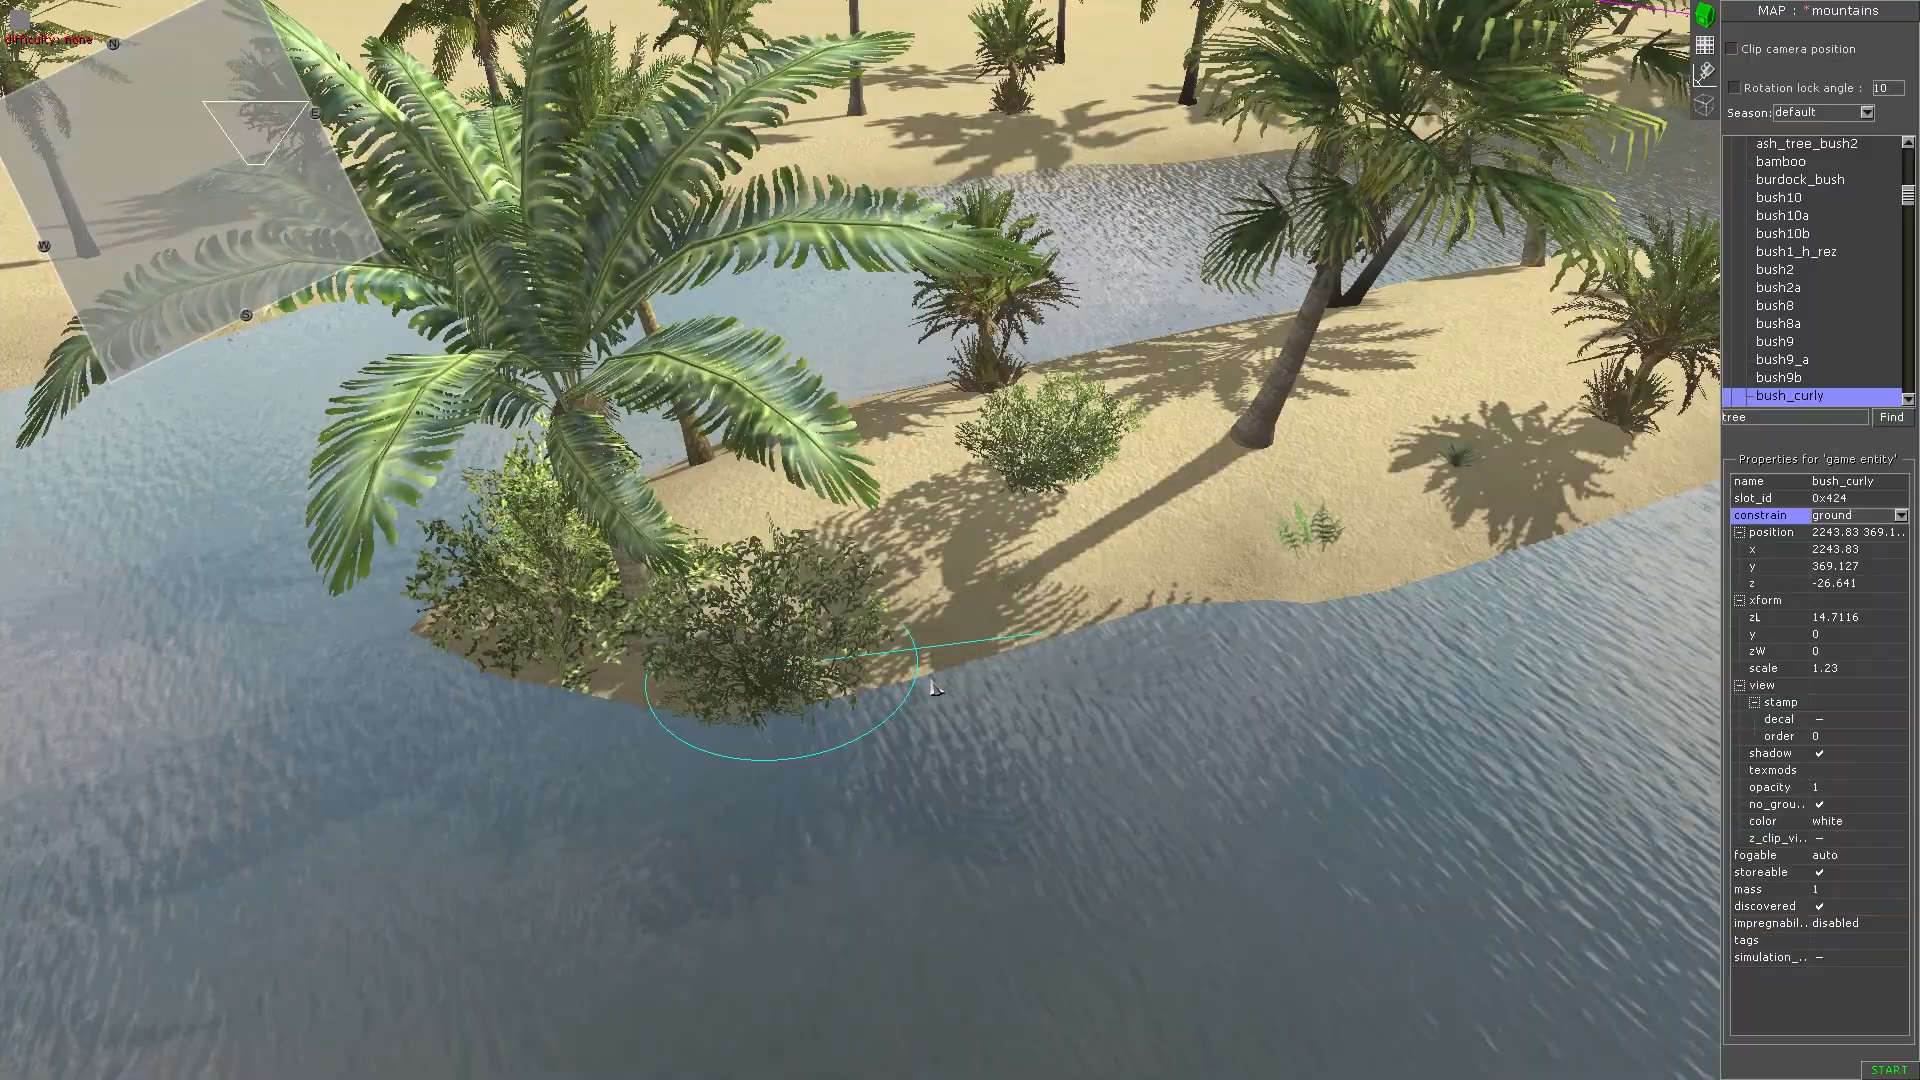 difficulty: none
N
E
W
S
MAP : *mountains
Clip camera position
Rotation lock angle : 10
Season: default
ash_tree_bush2
bamboo
burdock_bush
bush10
bush10a
bush10b
bush1_h_rez
bush2
bush2a
bush8
bush8a
bush9
bush9_a
bush9b
bush_curly
tree Find
Properties for 'game entity'
name bush_curly
slot_id 0x424
constrain ground
position 2243.83 369.1..
x 2243.83
y 369.127
z -26.641
xform
zL 14.7116
y 0
zW 0
scale 1.23
view
stamp
decal —
order 0
shadow ✔
texmods
opacity 1
no_grou.. ✔
color white
z_clip_vi.. —
fogable auto
storeable ✔
mass 1
discovered ✔
impregnabil.. disabled
tags
simulation_.. —
START